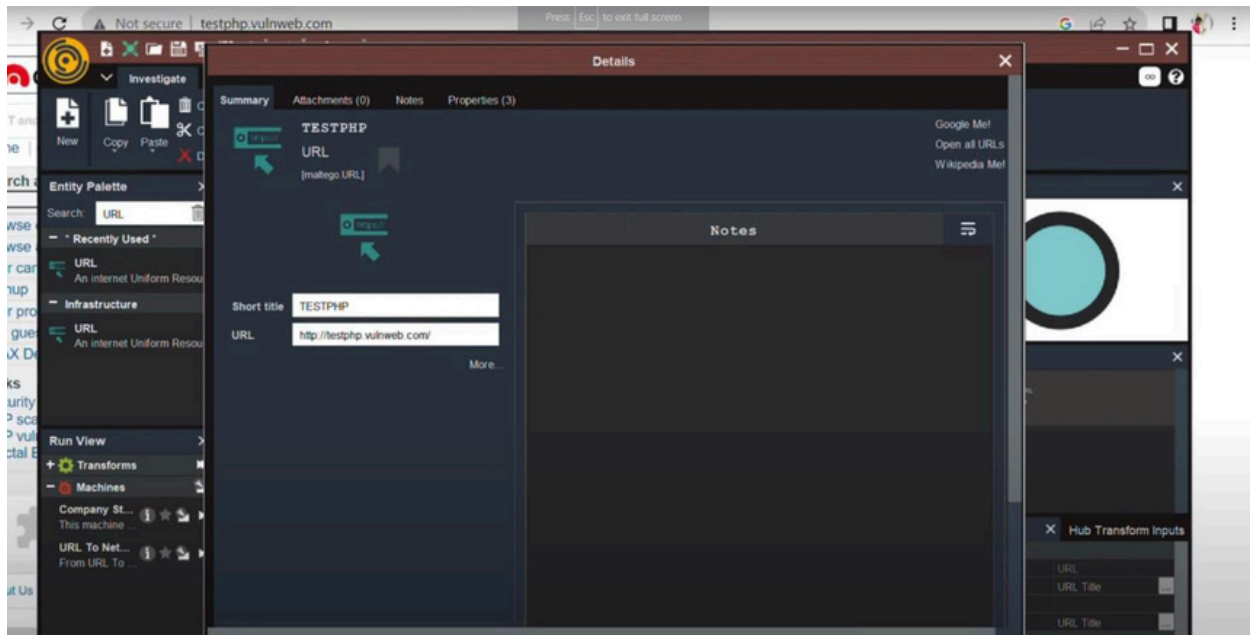 Not secure | testphp.vulnweb.com
Press Esc to exit full screen
Investigate
New
Copy
Paste
Entity Palette
Search: URL
- * Recently Used *
URL
An internet Uniform Resou
- Infrastructure
URL
An internet Uniform Resou
Run View
+ Transforms
- Machines
Company St...
This machine ...
URL To Net...
From URL To ...
Details
Summary Attachments (0) Notes Properties (3)
TESTPHP
URL
[maltego.URL]
Google Me!
Open all URLs
Wikipedia Me!
Short title TESTPHP
URL http://testphp.vulnweb.com/
More...
Notes
Hub Transform Inputs
URL
URL Title
URL Title